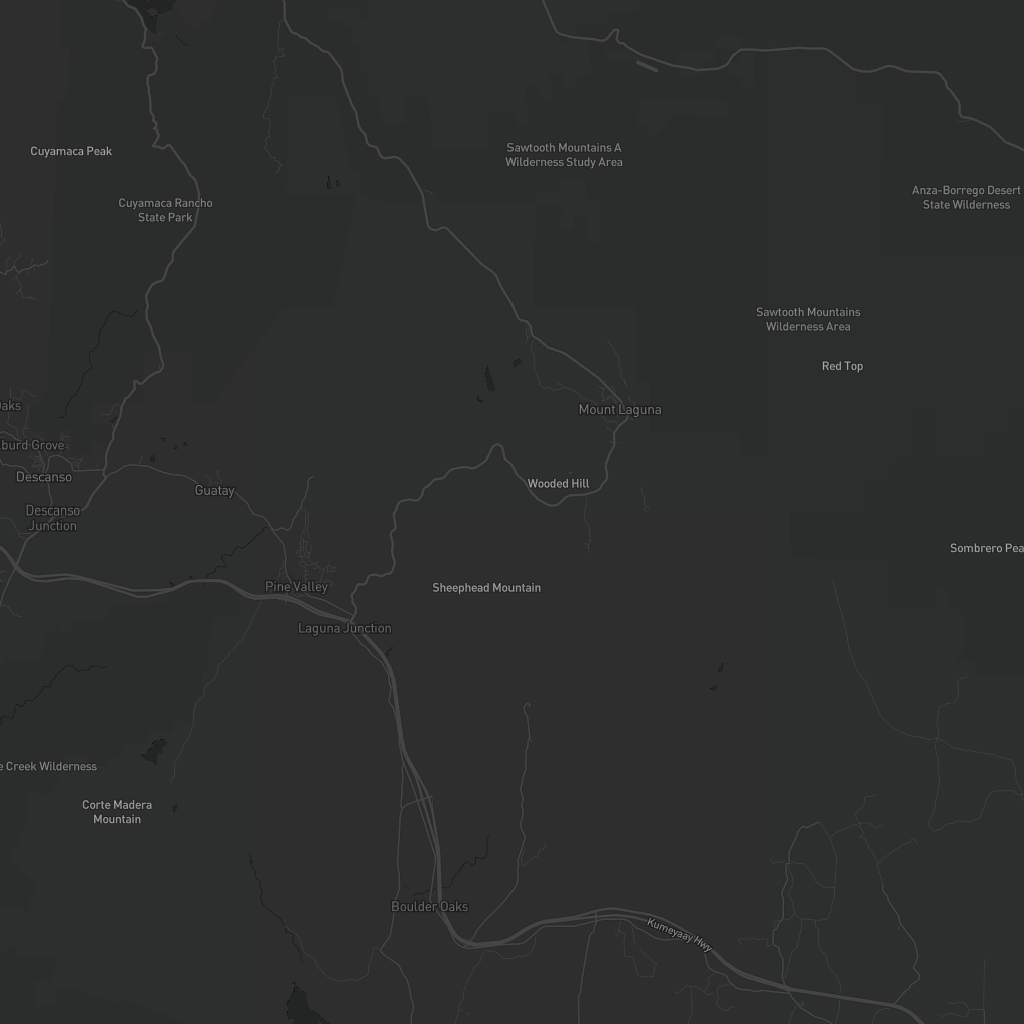 Cuyamaca Peak
Sawtooth Mountains A
Wilderness Study Area
Anza-Borrego Desert
State Wilderness
Cuyamaca Rancho
State Park
Sawtooth Mountains
Wilderness Area
Red Top
Oaks
Mount Laguna
lburd Grove
Descanso
Guatay
Wooded Hill
Descanso
Junction
Sombrero Pea
Pine Valley
Sheephead Mountain
Laguna Junction
e Creek Wilderness
Corte Madera
Mountain
Boulder Oaks
Kumeyaay Hwy